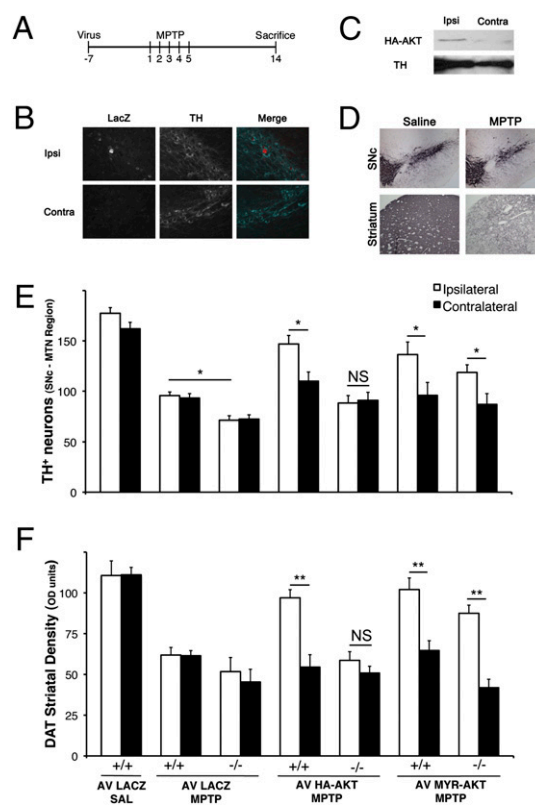 A
Virus
MPTP
Sacrifice
-7
1 2 3 4 5
14
B
LacZ TH Merge
Ipsi
Contra
C
Ipsi Contra
HA-AKT
TH
D
Saline MPTP
SNc
Striatum
E
Ipsilateral
Contralateral
TH⁺ neurons (SNc - MTN Region)
150
100
50
0
*
*
NS
*
*
F
DAT Striatal Density (OD units)
100
75
50
25
0
**
NS
**
**
+/+ +/+ -/- +/+ -/- +/+ -/-
AV LACZ SAL
AV LACZ MPTP
AV HA-AKT MPTP
AV MYR-AKT MPTP